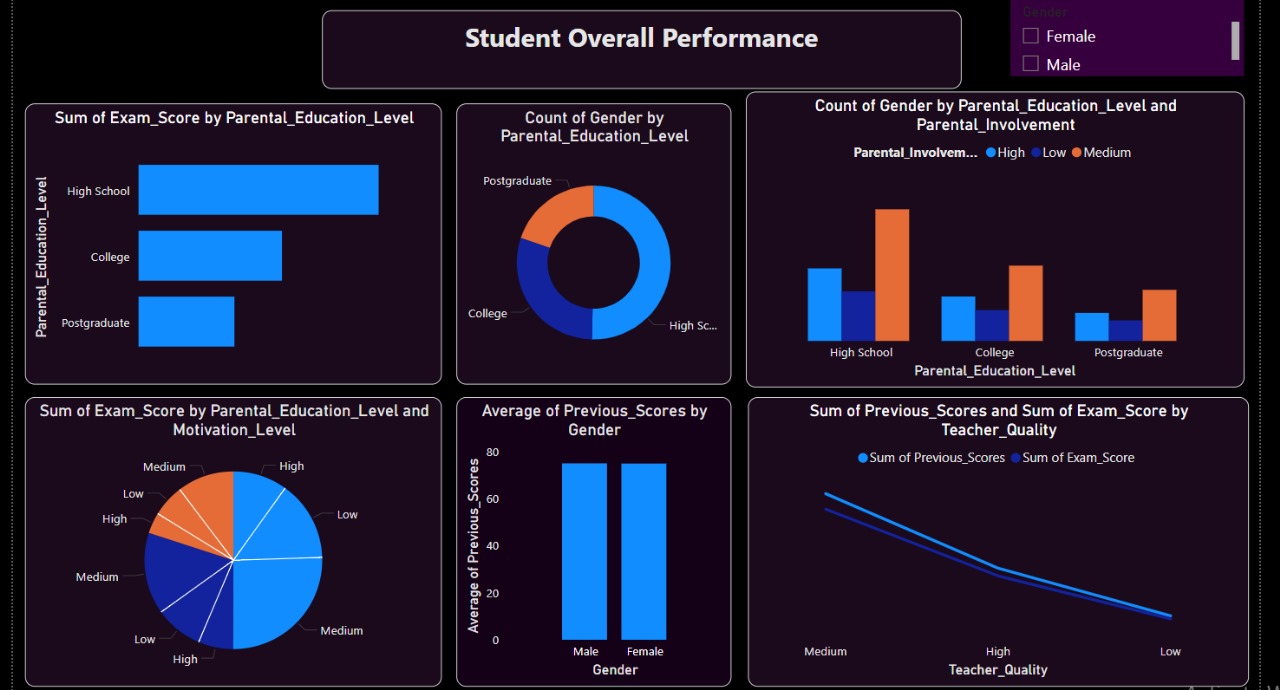 Student Overall Performance
Gender
Female
Male
Sum of Exam_Score by Parental_Education_Level
Parental_Education_Level
High School
College
Postgraduate
Count of Gender by
Parental_Education_Level
Postgraduate
College
High Sc...
Count of Gender by Parental_Education_Level and
Parental_Involvement
Parental_Involvem... High Low Medium
High School College Postgraduate
Parental_Education_Level
Sum of Exam_Score by Parental_Education_Level and
Motivation_Level
Medium
High
Low
Low
High
Medium
Medium
Low
High
Average of Previous_Scores by
Gender
Average of Previous_Scores
80
60
40
20
0
Male Female
Gender
Sum of Previous_Scores and Sum of Exam_Score by
Teacher_Quality
Sum of Previous_Scores Sum of Exam_Score
Medium High Low
Teacher_Quality